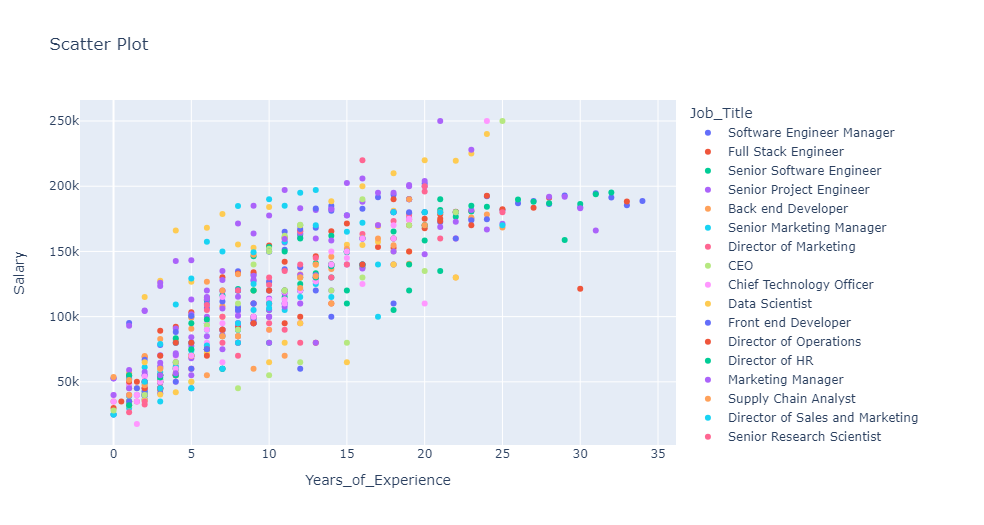 Scatter Plot
Job_Title
Software Engineer Manager
Full Stack Engineer
Senior Software Engineer
Senior Project Engineer
Back end Developer
Senior Marketing Manager
Director of Marketing
CEO
Chief Technology Officer
Data Scientist
Front end Developer
Director of Operations
Director of HR
Marketing Manager
Supply Chain Analyst
Director of Sales and Marketing
Senior Research Scientist
Salary
250k
200k
150k
100k
50k
0 5 10 15 20 25 30 35
Years_of_Experience